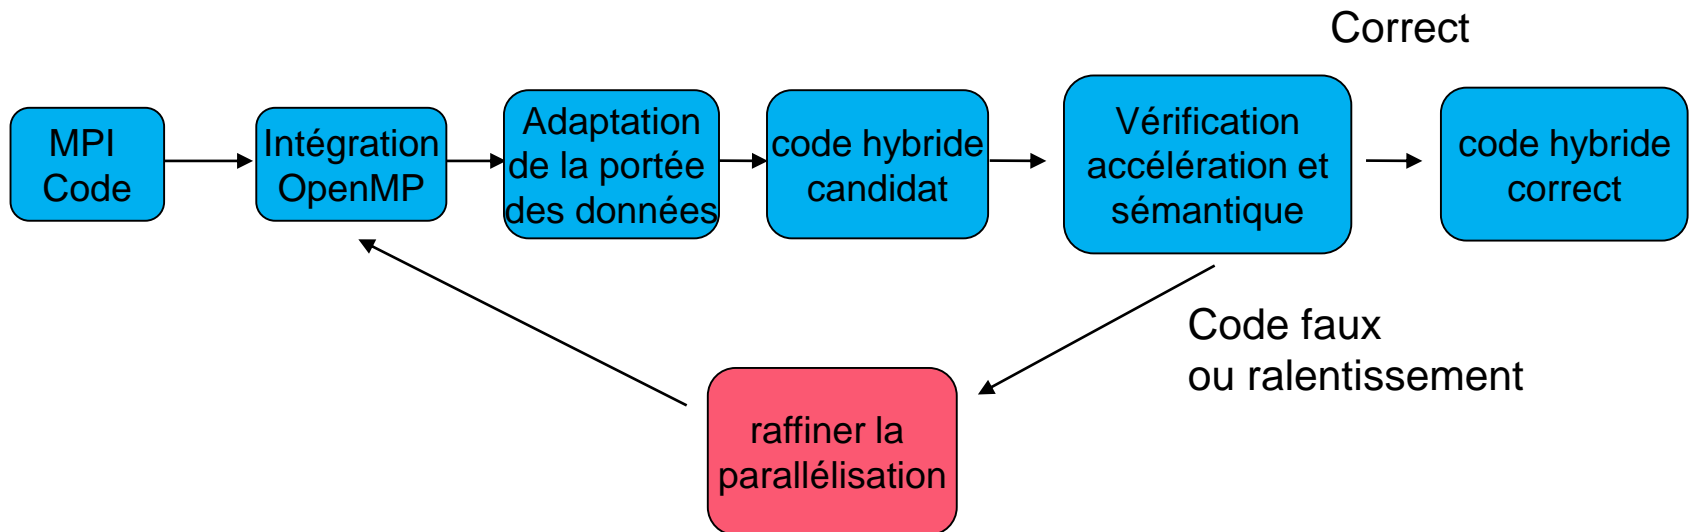 Correct
MPI
Code
Intégration
OpenMP
Adaptation
de la portée
des données
code hybride
candidat
Vérification
accélération et
sémantique
code hybride
correct
Code faux
ou ralentissement
raffiner la
parallélisation